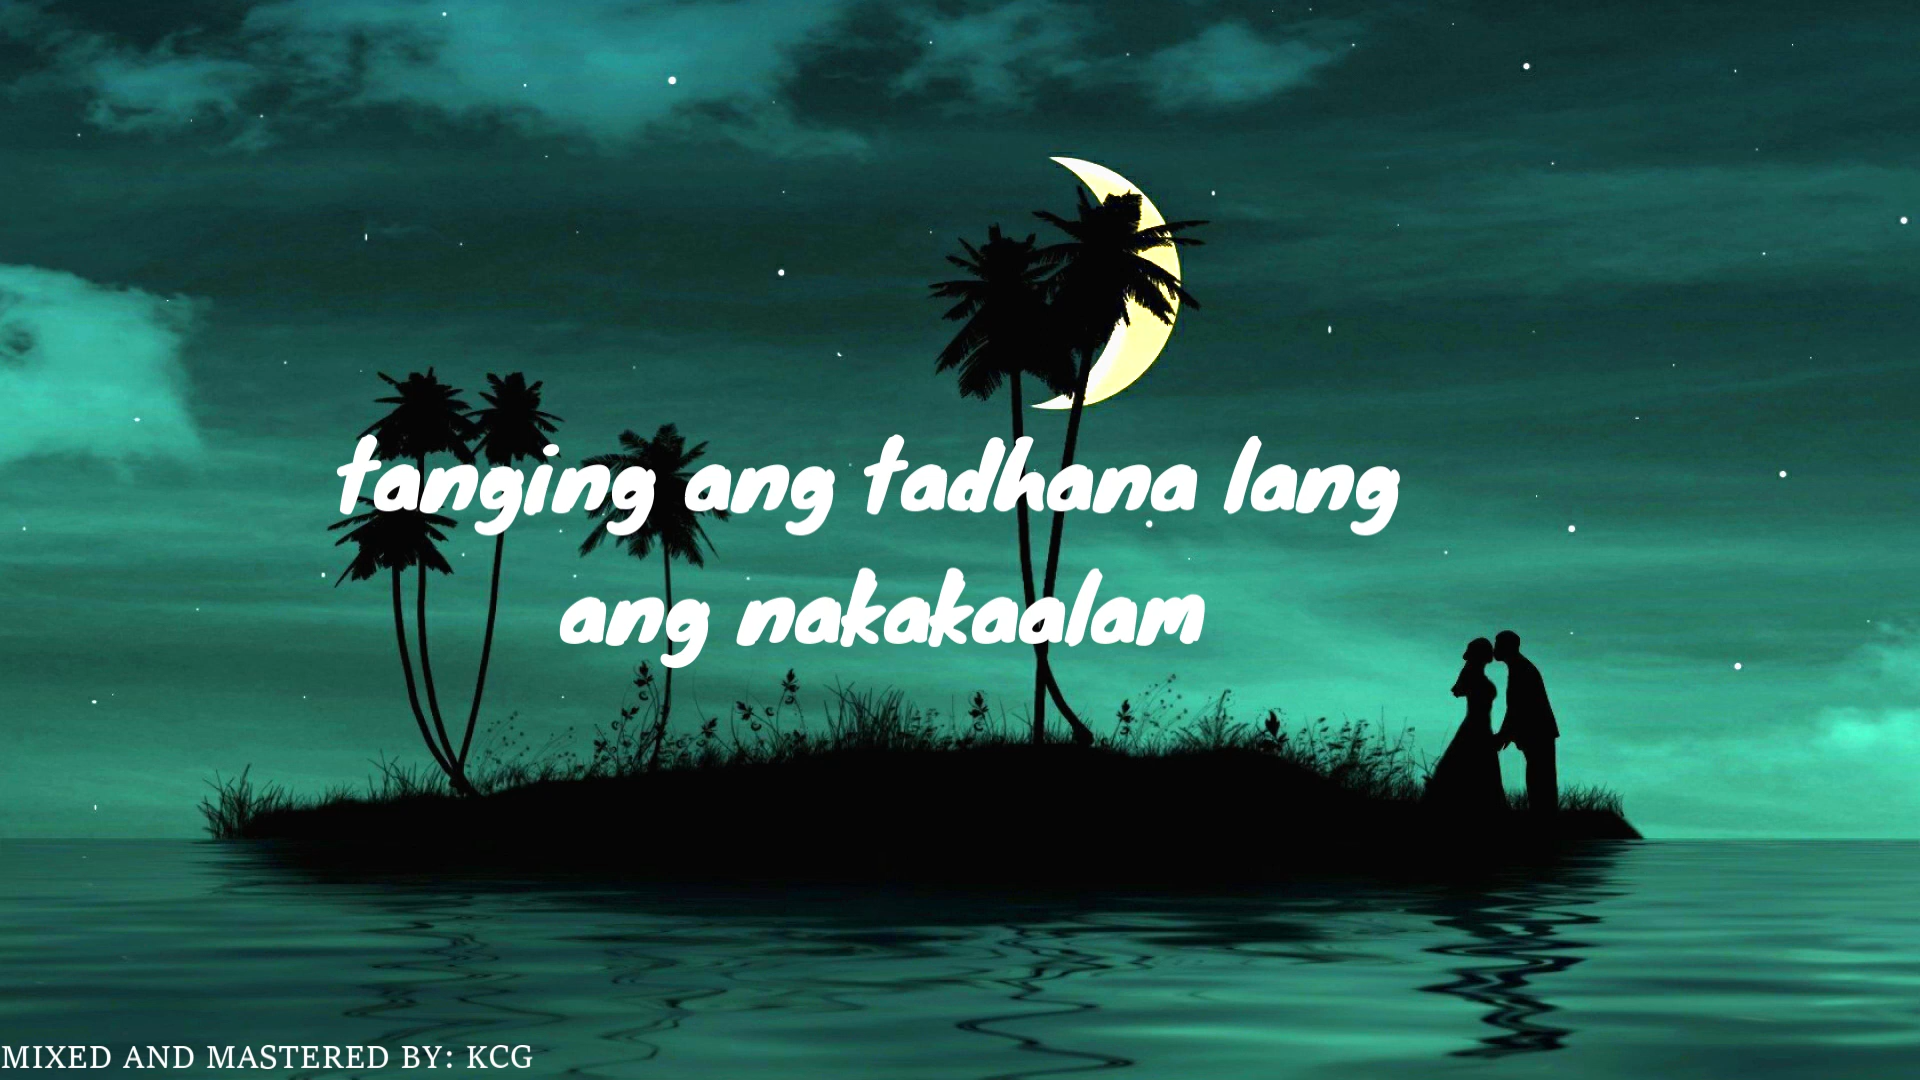 tanging ang tadhana lang
ang nakakaalam
MIXED AND MASTERED BY: KCG